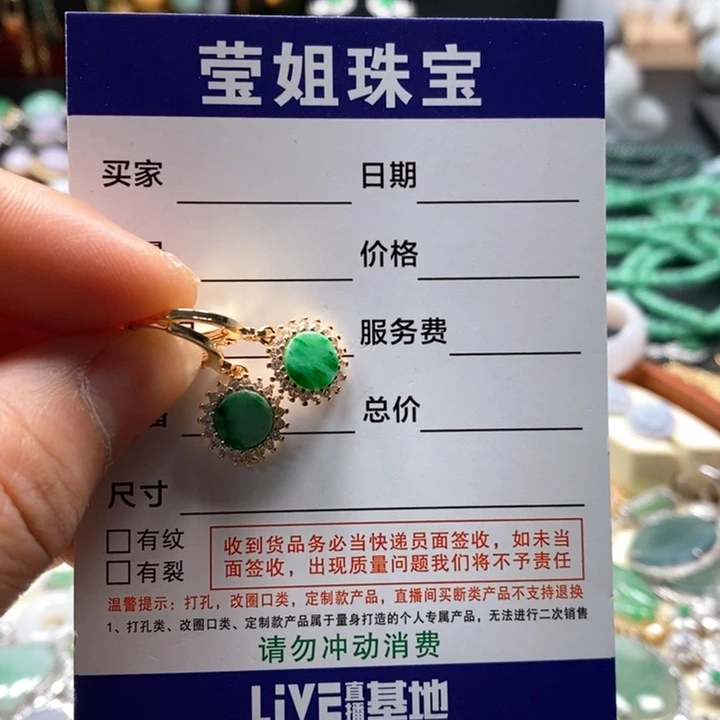 莹姐珠宝
买家 日期
价格
服务费
总价
尺寸
有纹
有裂
收到货品务必当快递员面签收，如未当
面签收，出现质量问题我们将不予责任
温警提示：打孔，改圈口类，定制款产品，直播间买断类产品不支持退换
1、打孔类、改圈口类、定制款产品属于量身打造的个人专属产品，无法进行二次销售
请勿冲动消费
LiVE直播基地